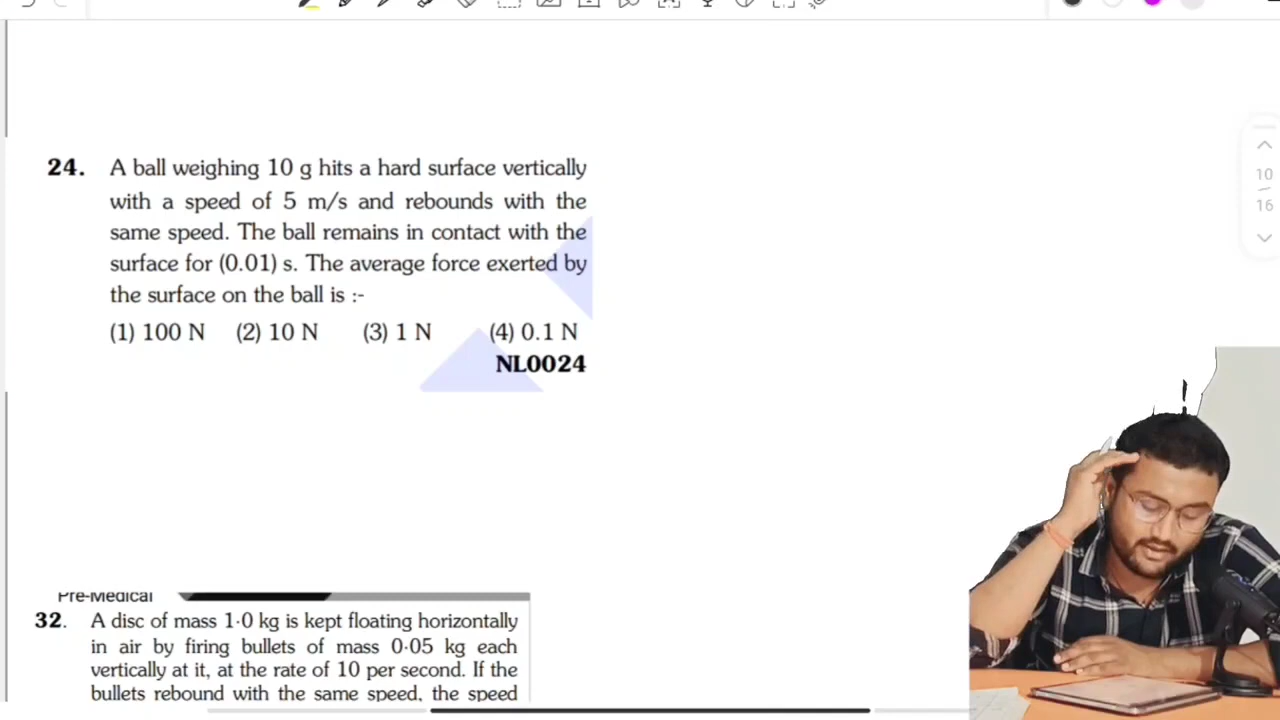 24. A ball weighing 10 g hits a hard surface vertically
with a speed of 5 m/s and rebounds with the
same speed. The ball remains in contact with the
surface for (0.01) s. The average force exerted by
the surface on the ball is :-
(1) 100 N (2) 10 N (3) 1 N (4) 0.1 N
NL0024
10
16
Pre-Medical
32. A disc of mass 1·0 kg is kept floating horizontally
in air by firing bullets of mass 0·05 kg each
vertically at it, at the rate of 10 per second. If the
bullets rebound with the same speed, the speed